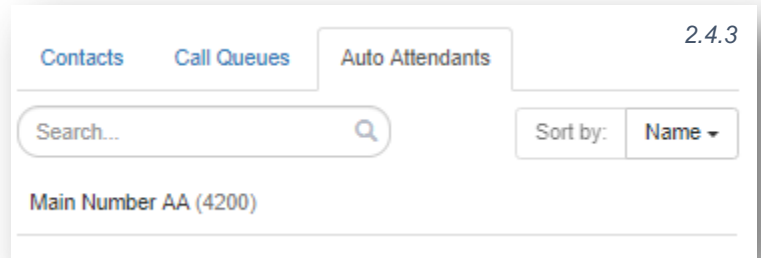 2.4.3
Contacts Call Queues Auto Attendants
Search... Sort by: Name
Main Number AA (4200)